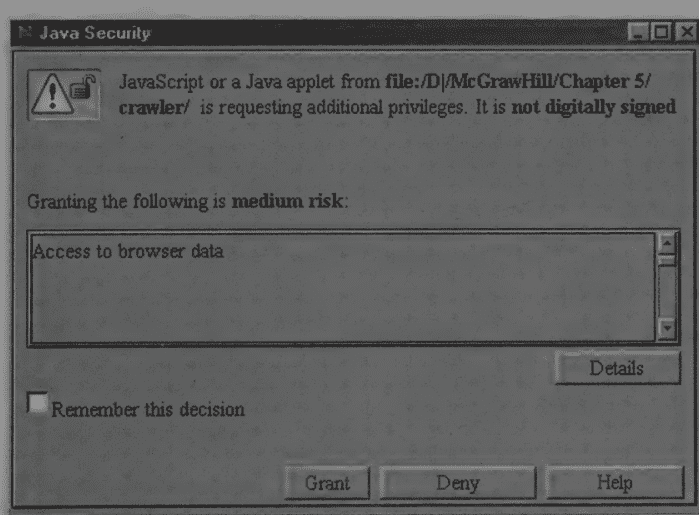 Java Security
JavaScript or a Java applet from file:/D|/McGrawHill/Chapter 5/
crawler/ is requesting additional privileges. It is not digitally signed
Granting the following is medium risk:
Access to browser data
Details
Remember this decision
Grant Deny Help